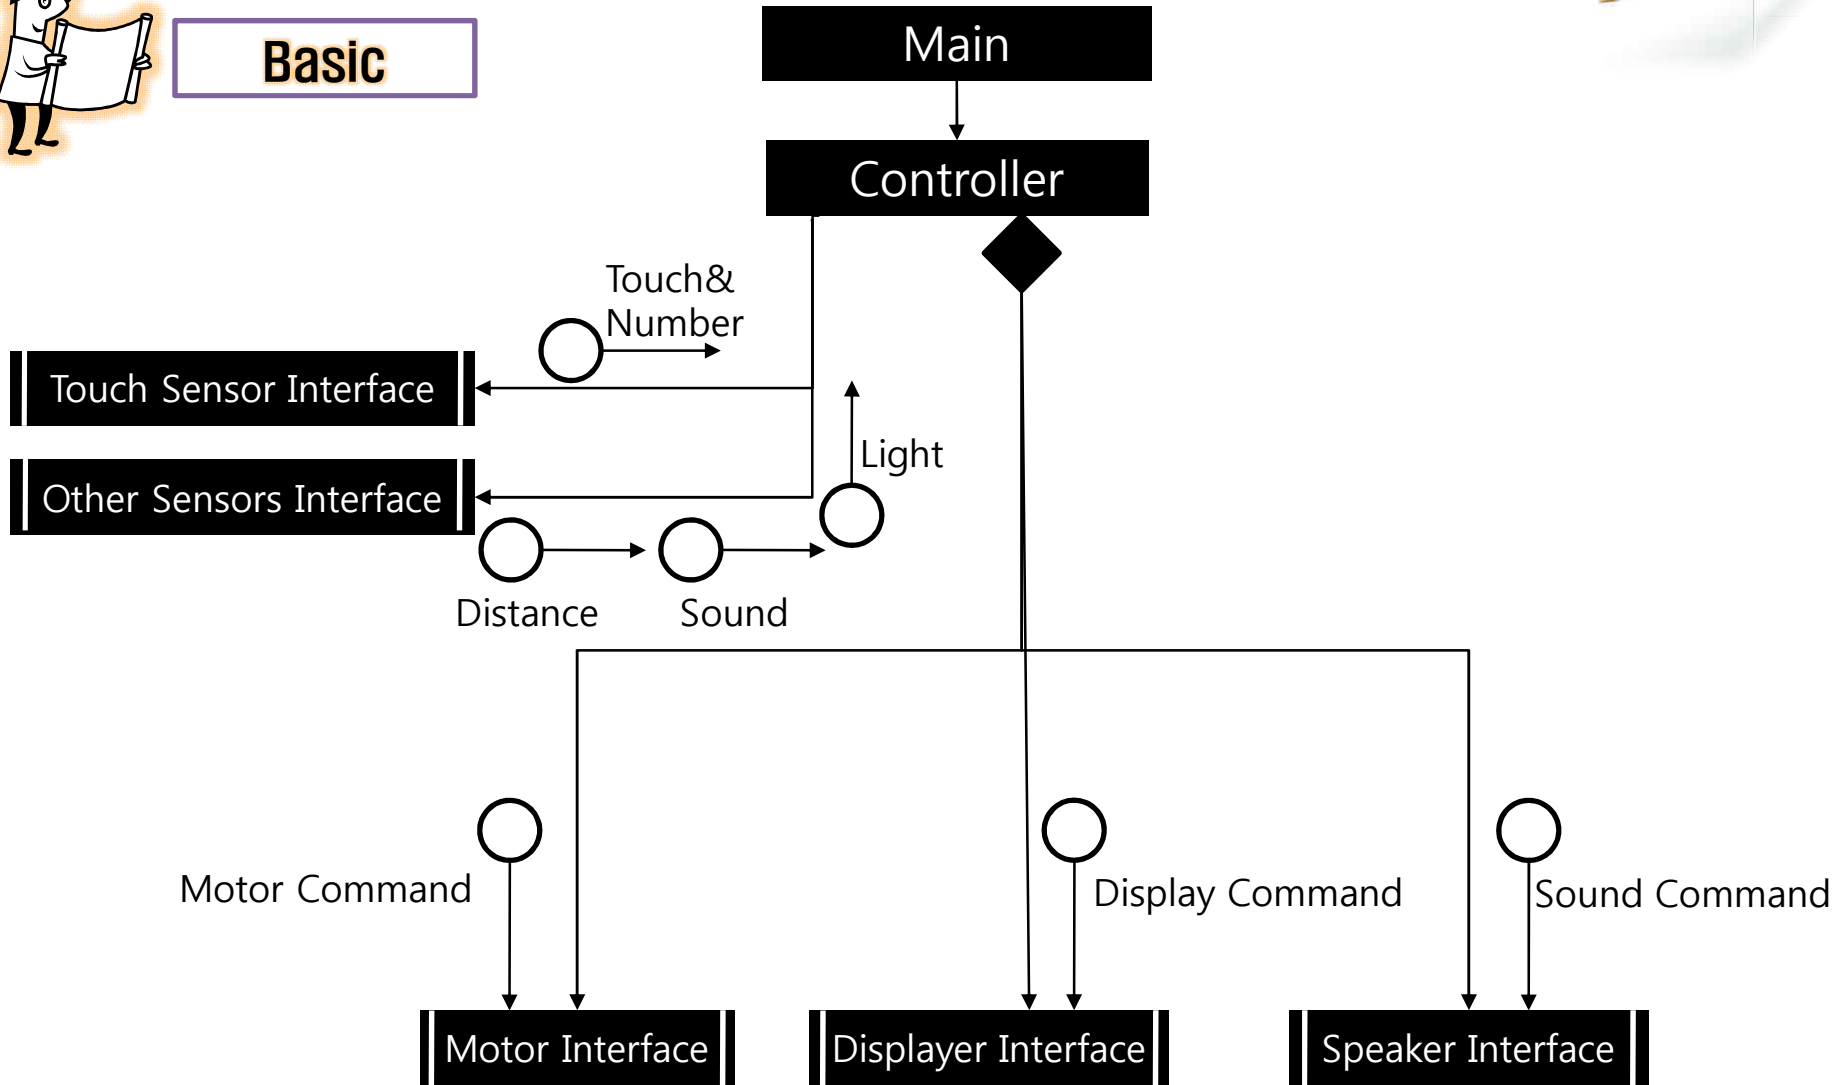 Basic
Main
Controller
Touch&
Number
Touch Sensor Interface
Light
Other Sensors Interface
Distance
Sound
Motor Command
Display Command
Sound Command
Motor Interface
Displayer Interface
Speaker Interface